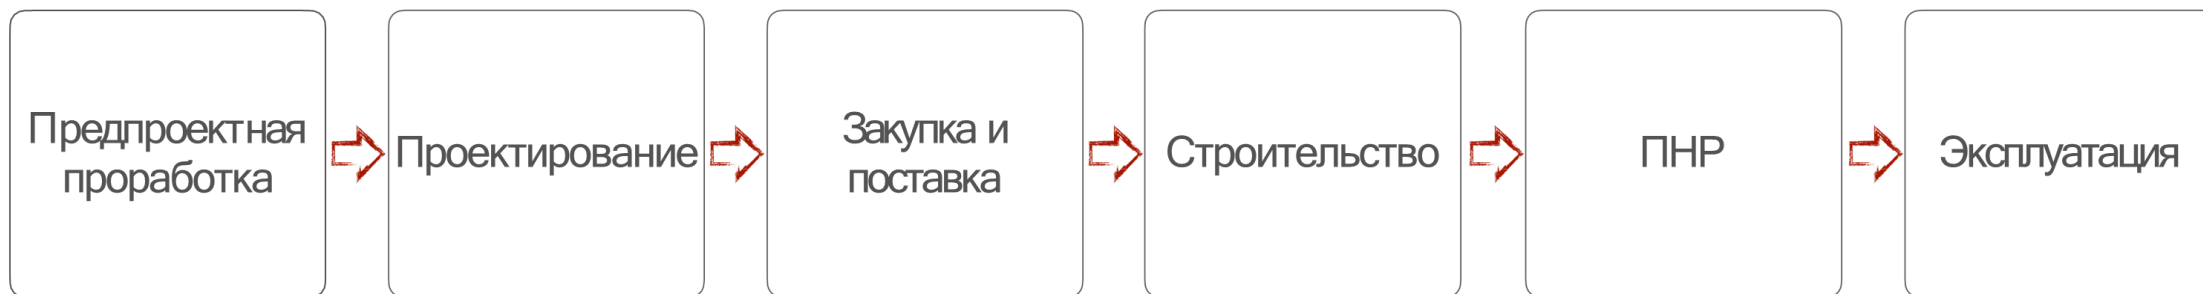 Предпроектная
проработка
Проектирование
Закупка и
поставка
Строительство
ПНР
Эксплуатация